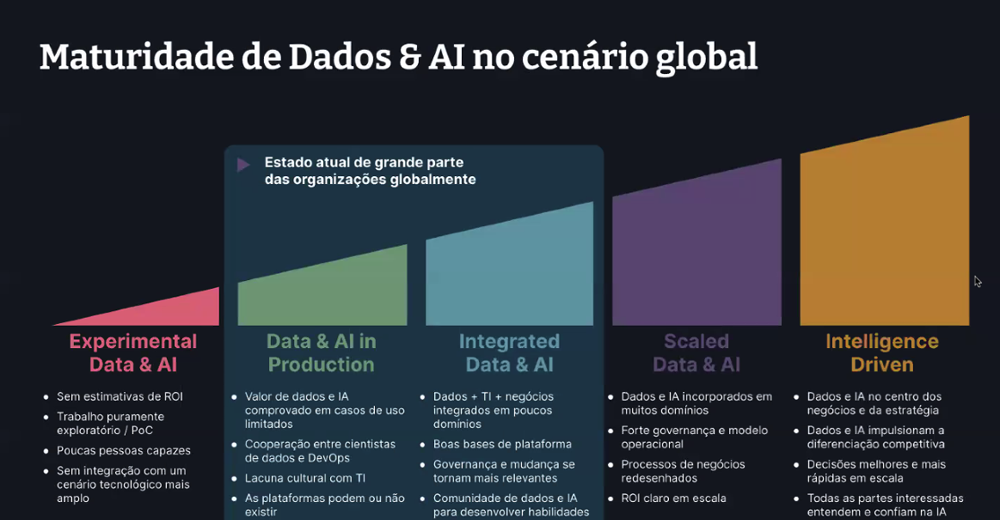 Maturidade de Dados & AI no cenário global
Estado atual de grande parte
das organizações globalmente
Experimental
Data & AI
• Sem estimativas de ROI
• Trabalho puramente
exploratório / PoC
• Poucas pessoas capazes
• Sem integração com um
cenário tecnológico mais
amplo
Data & AI in
Production
• Valor de dados e IA
comprovado em casos de uso
limitados
• Cooperação entre cientistas
de dados e DevOps
• Lacuna cultural com TI
• As plataformas podem ou não
existir
Integrated
Data & AI
• Dados + TI + negócios
integrados em poucos
domínios
• Boas bases de plataforma
• Governança e mudança se
tornam mais relevantes
• Comunidade de dados e IA
para desenvolver habilidades
Scaled
Data & AI
• Dados e IA incorporados em
muitos domínios
• Forte governança e modelo
operacional
• Processos de negócios
redesenhados
• ROI claro em escala
Intelligence
Driven
• Dados e IA no centro dos
negócios e da estratégia
• Dados e IA impulsionam a
diferenciação competitiva
• Decisões melhores e mais
rápidas em escala
• Todas as partes interessadas
entendem e confiam na IA